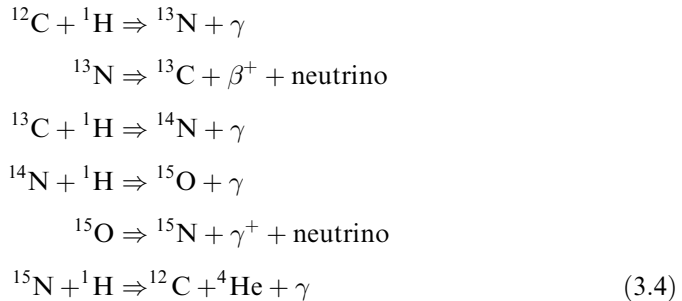 ¹²C + ¹H ⇒ ¹³N + γ
¹³N ⇒ ¹³C + β⁺ + neutrino
¹³C + ¹H ⇒ ¹⁴N + γ
¹⁴N + ¹H ⇒ ¹⁵O + γ
¹⁵O ⇒ ¹⁵N + γ⁺ + neutrino
¹⁵N + ¹H ⇒ ¹²C + ⁴He + γ (3.4)